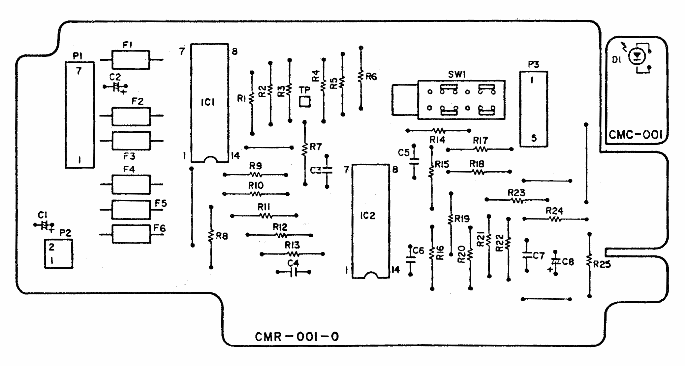 F1
P1
7
C2
F2
F3
1
F4
F5
F6
C1
P2
2
1
7
8
IC1
1
14
R1
R2
R3
R4
R5
R6
TP
R7
R9
C3
R10
R11
R8
R12
R13
C4
7
8
IC2
1
14
SW1
P3
1
5
R14
R17
C5
R15
R18
R23
R19
R24
C6
R16
R20
R21
R22
C7
C8
+
R25
D1
CMC-001
CMR-001-0